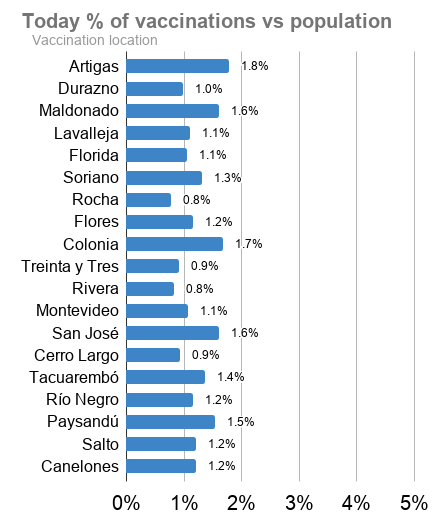 Today % of vaccinations vs population
Vaccination location
Artigas 1.8%
Durazno 1.0%
Maldonado 1.6%
Lavalleja 1.1%
Florida 1.1%
Soriano 1.3%
Rocha 0.8%
Flores 1.2%
Colonia 1.7%
Treinta y Tres 0.9%
Rivera 0.8%
Montevideo 1.1%
San José 1.6%
Cerro Largo 0.9%
Tacuarembó 1.4%
Río Negro 1.2%
Paysandú 1.5%
Salto 1.2%
Canelones 1.2%
0% 1% 2% 3% 4% 5%